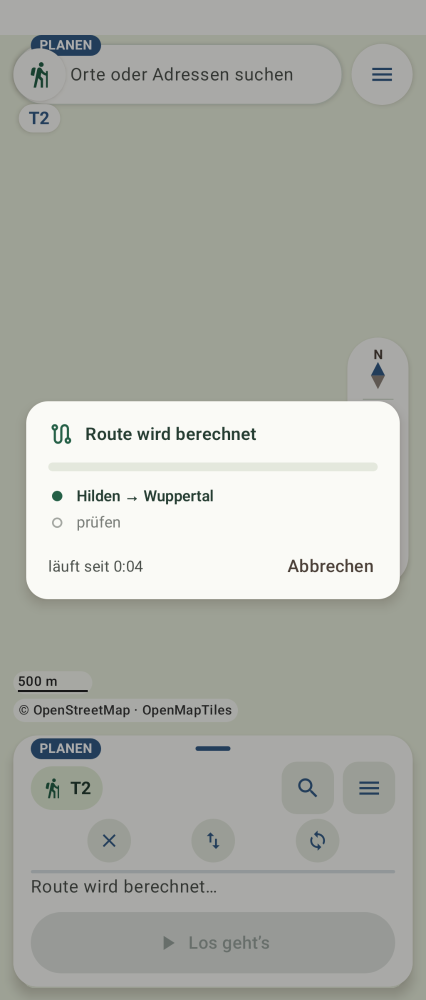 PLANEN
Orte oder Adressen suchen
T2
N
Route wird berechnet
Hilden → Wuppertal
prüfen
läuft seit 0:04
Abbrechen
500 m
© OpenStreetMap · OpenMapTiles
PLANEN
T2
Route wird berechnet…
Los geht's